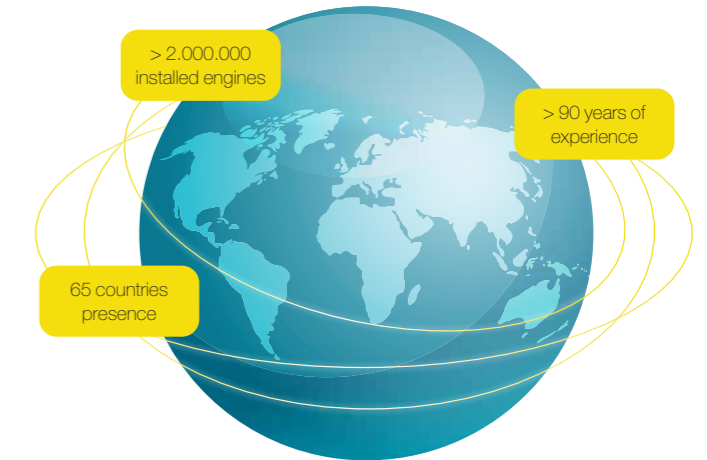 > 2.000.000
installed engines
> 90 years of
experience
65 countries
presence